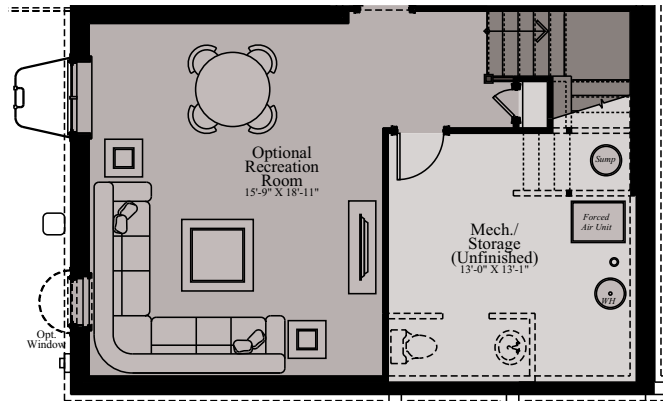 Optional
Recreation
Room
15'-9" X 18'-11"
Sump
Forced
Air Unit
Mech./
Storage
(Unfinished)
13'-0" X 13'-1"
WH
Opt.
Window